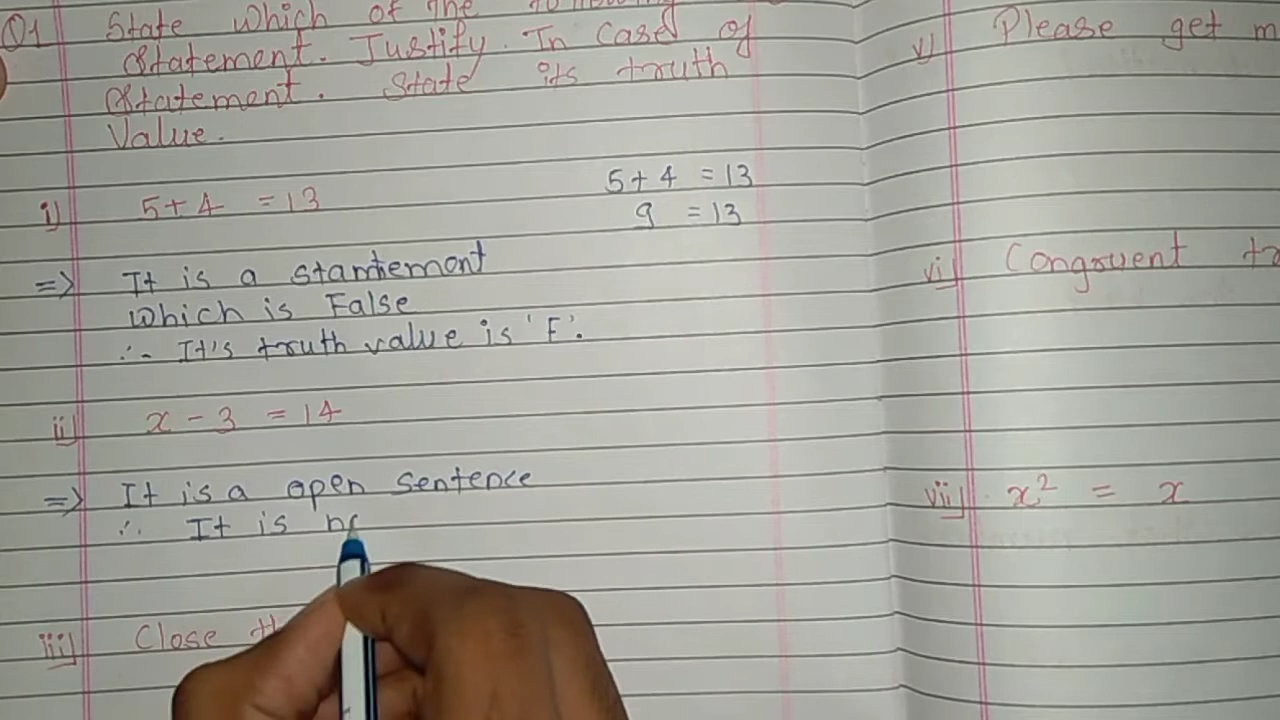 Q1 State which of the
Statement. Justify. In Case of
Statement. State its truth
Value.
i) 5+4 = 13
5+4 = 13
9 = 13
=> It is a stamtement
which is False
∴ It's truth value is 'F'.
ii) x - 3 = 14
=> It is a open sentence
∴ It is no
iii) Close
v) Please get m
vi) Congruent
vii) x² = x